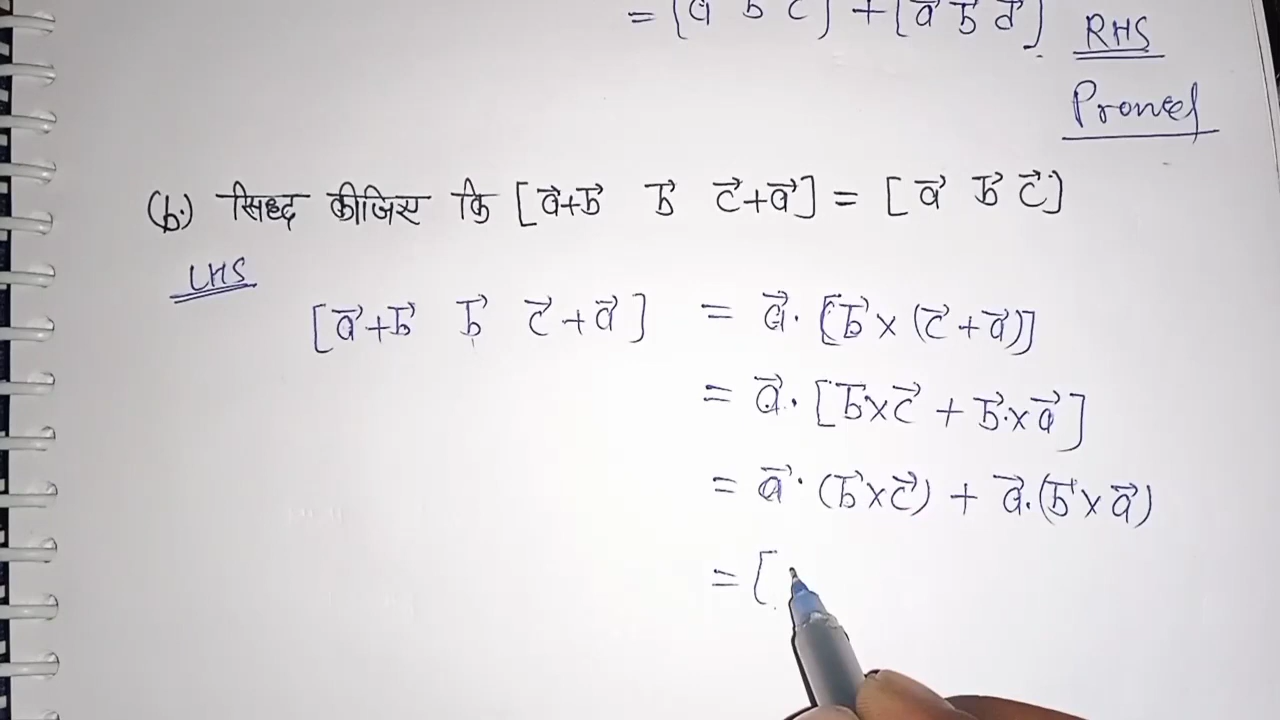 = [a⃗ b⃗ c⃗] + [a⃗ b⃗ d⃗]
RHS
Proved
(b.) सिध्द कीजिए कि [a⃗+b⃗ b⃗ c⃗+a⃗] = [a⃗ b⃗ c⃗]
LHS
[a⃗+b⃗ b⃗ c⃗+a⃗] = a⃗. [b⃗×(c⃗+a⃗)]
= a⃗. [b⃗×c⃗ + b⃗×a⃗]
= a⃗.(b⃗×c⃗) + a⃗.(b⃗×a⃗)
= [